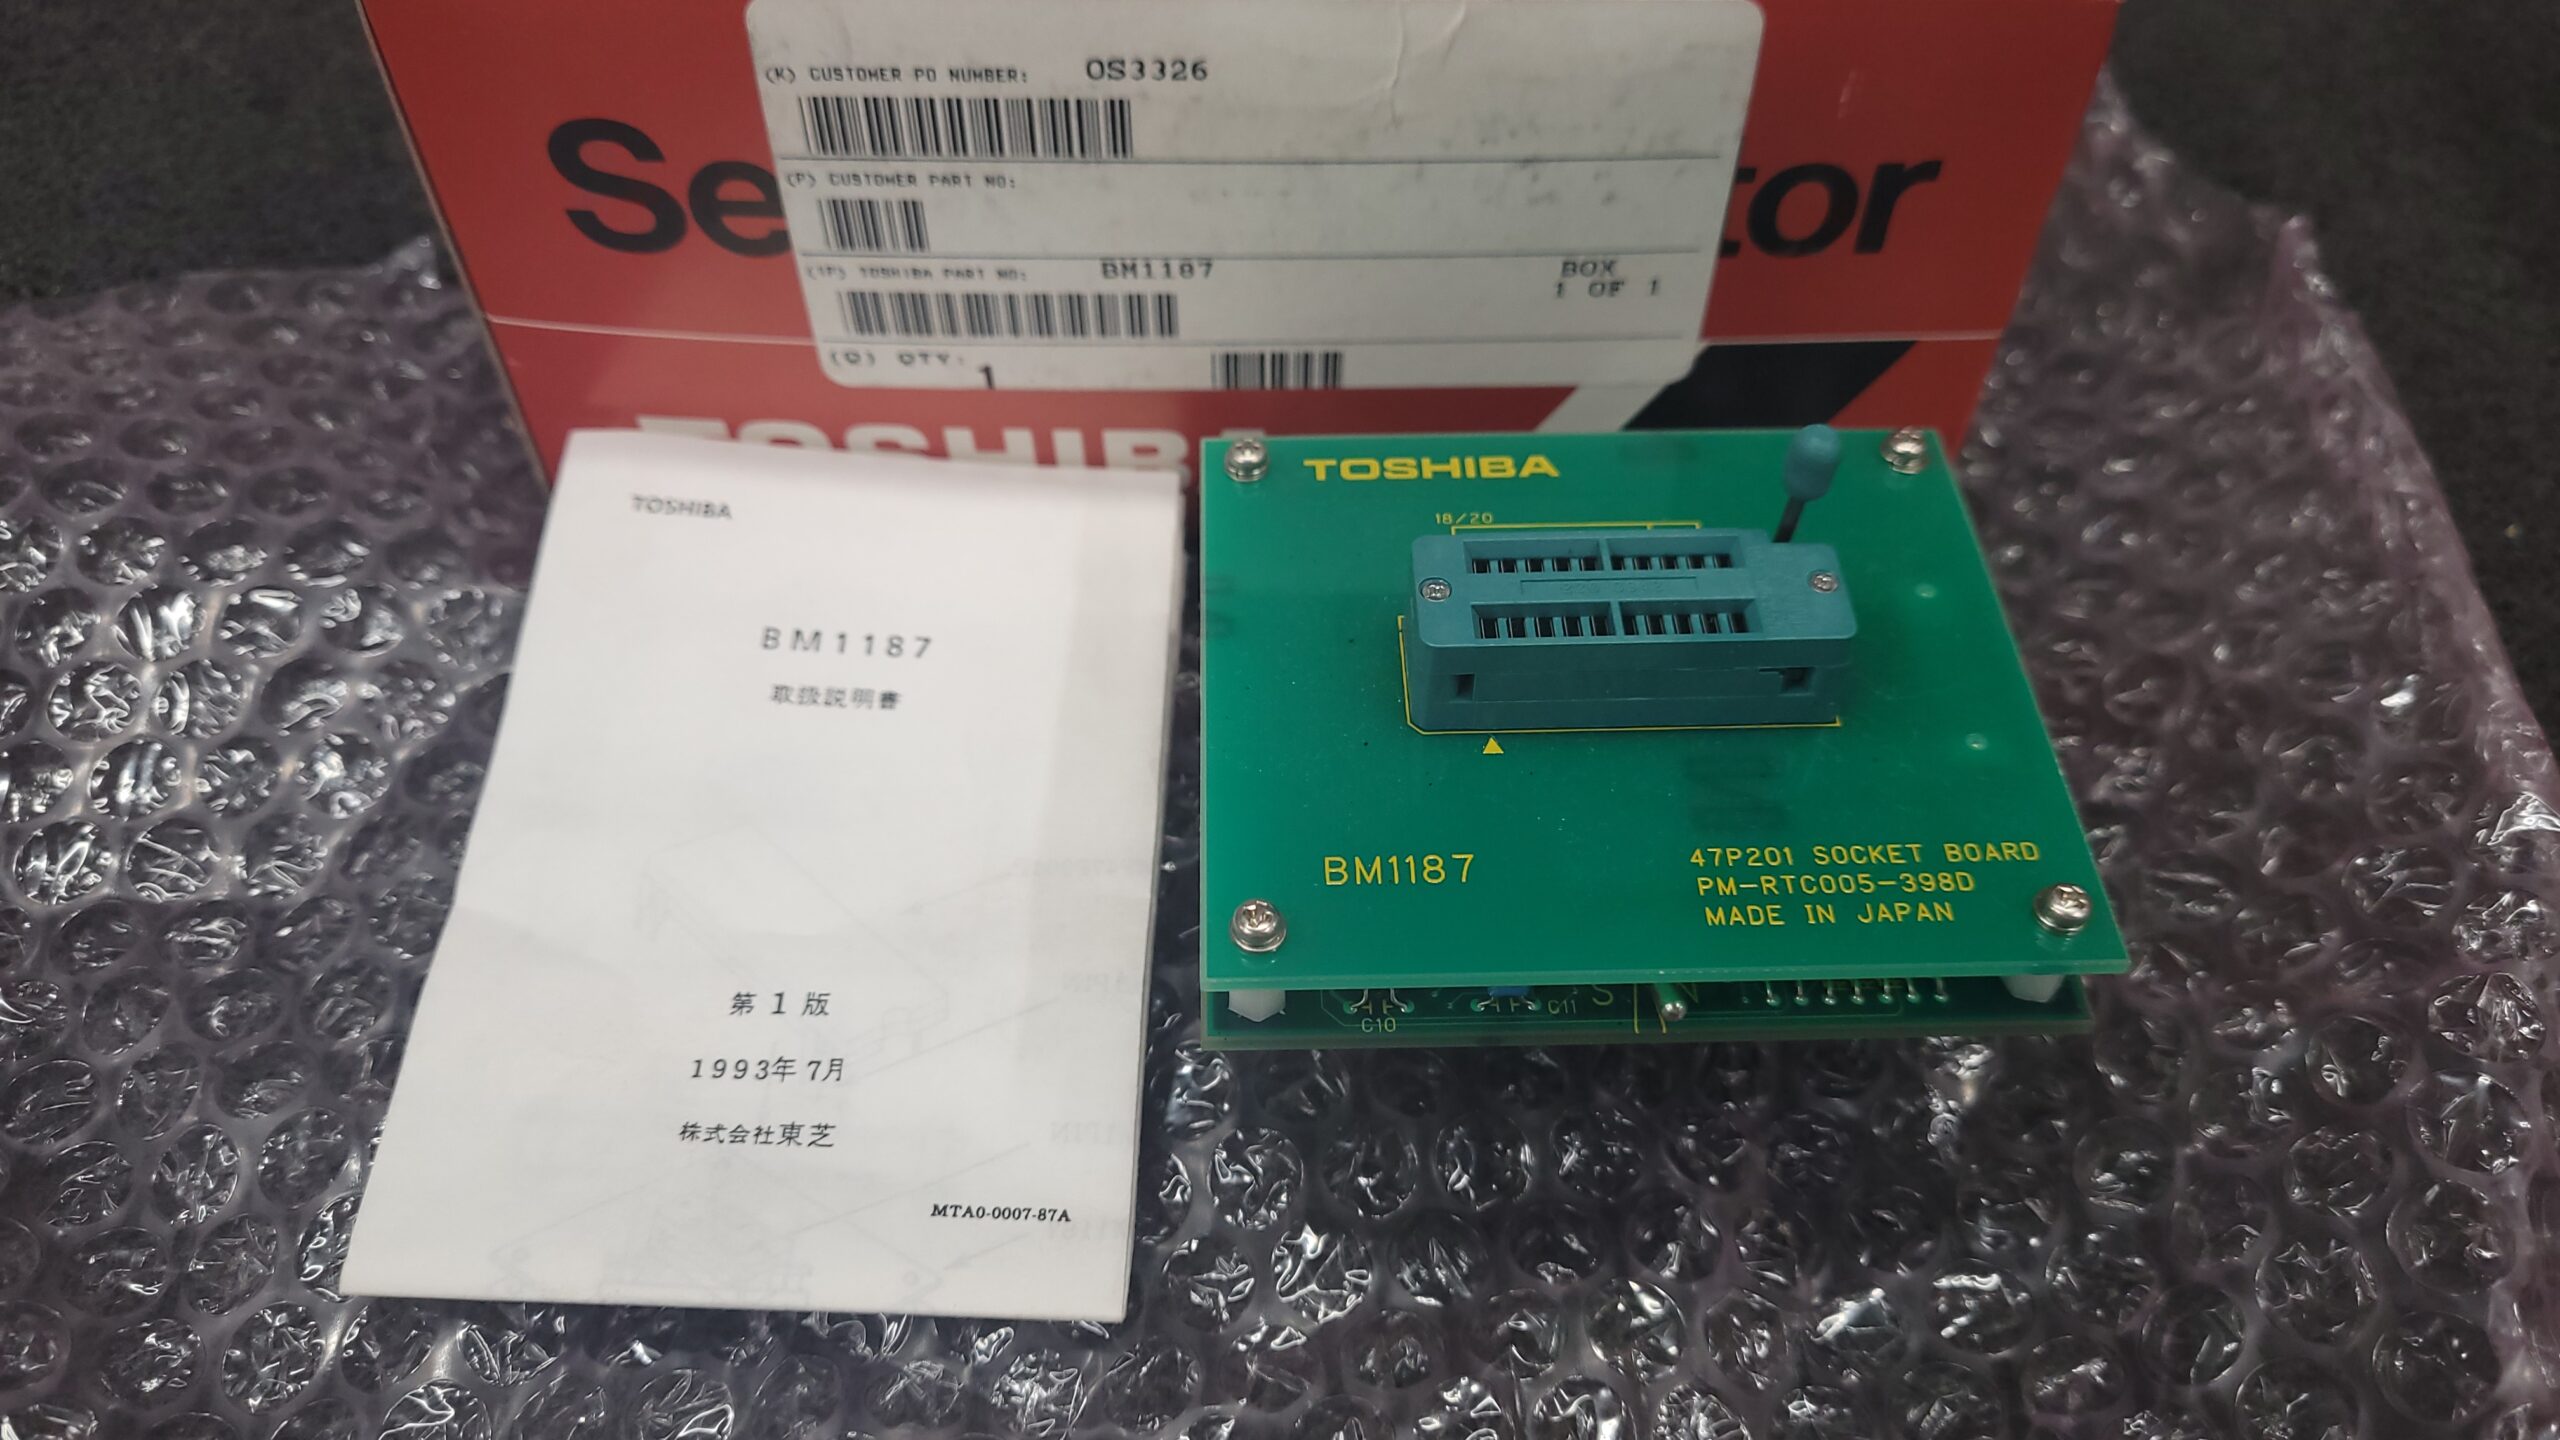 (K) CUSTOMER PO NUMBER: OS3326
(P) CUSTOMER PART NO:
(1P) TOSHIBA PART NO: BM1187
BOX
1 OF 1
(Q) QTY: 1
Se
tor
TOSHIBA
TOSHIBA
BM1187
取扱説明書
第1版
1993年7月
株式会社東芝
MTA0-0007-87A
TOSHIBA
18/20
BM1187
47P201 SOCKET BOARD
PM-RTC005-398D
MADE IN JAPAN
C10
C11